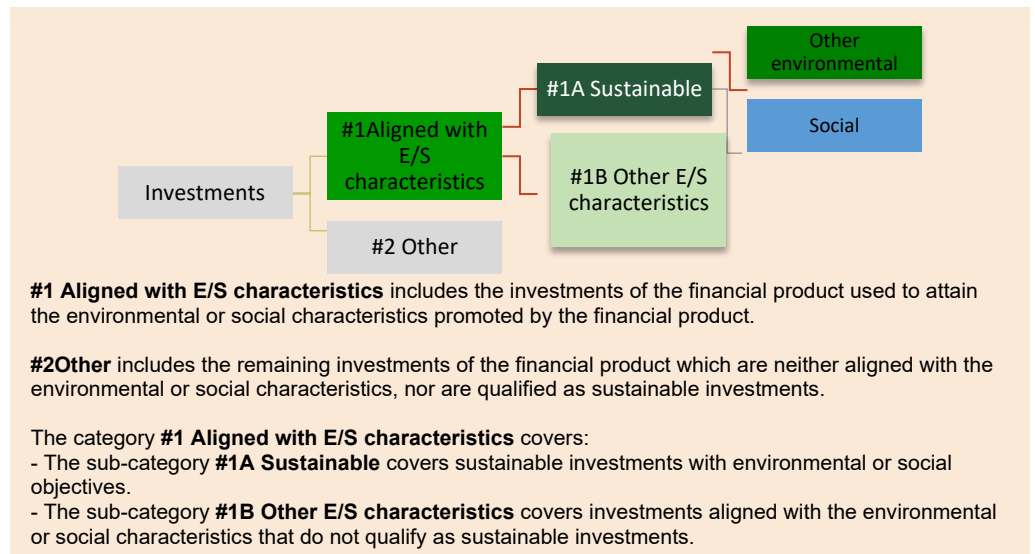 Other
environmental
#1A Sustainable
Social
#1Aligned with
E/S
characteristics
#1B Other E/S
characteristics
Investments
#2 Other
#1 Aligned with E/S characteristics includes the investments of the financial product used to attain
the environmental or social characteristics promoted by the financial product.
#2Other includes the remaining investments of the financial product which are neither aligned with the
environmental or social characteristics, nor are qualified as sustainable investments.
The category #1 Aligned with E/S characteristics covers:
- The sub-category #1A Sustainable covers sustainable investments with environmental or social
objectives.
- The sub-category #1B Other E/S characteristics covers investments aligned with the environmental
or social characteristics that do not qualify as sustainable investments.